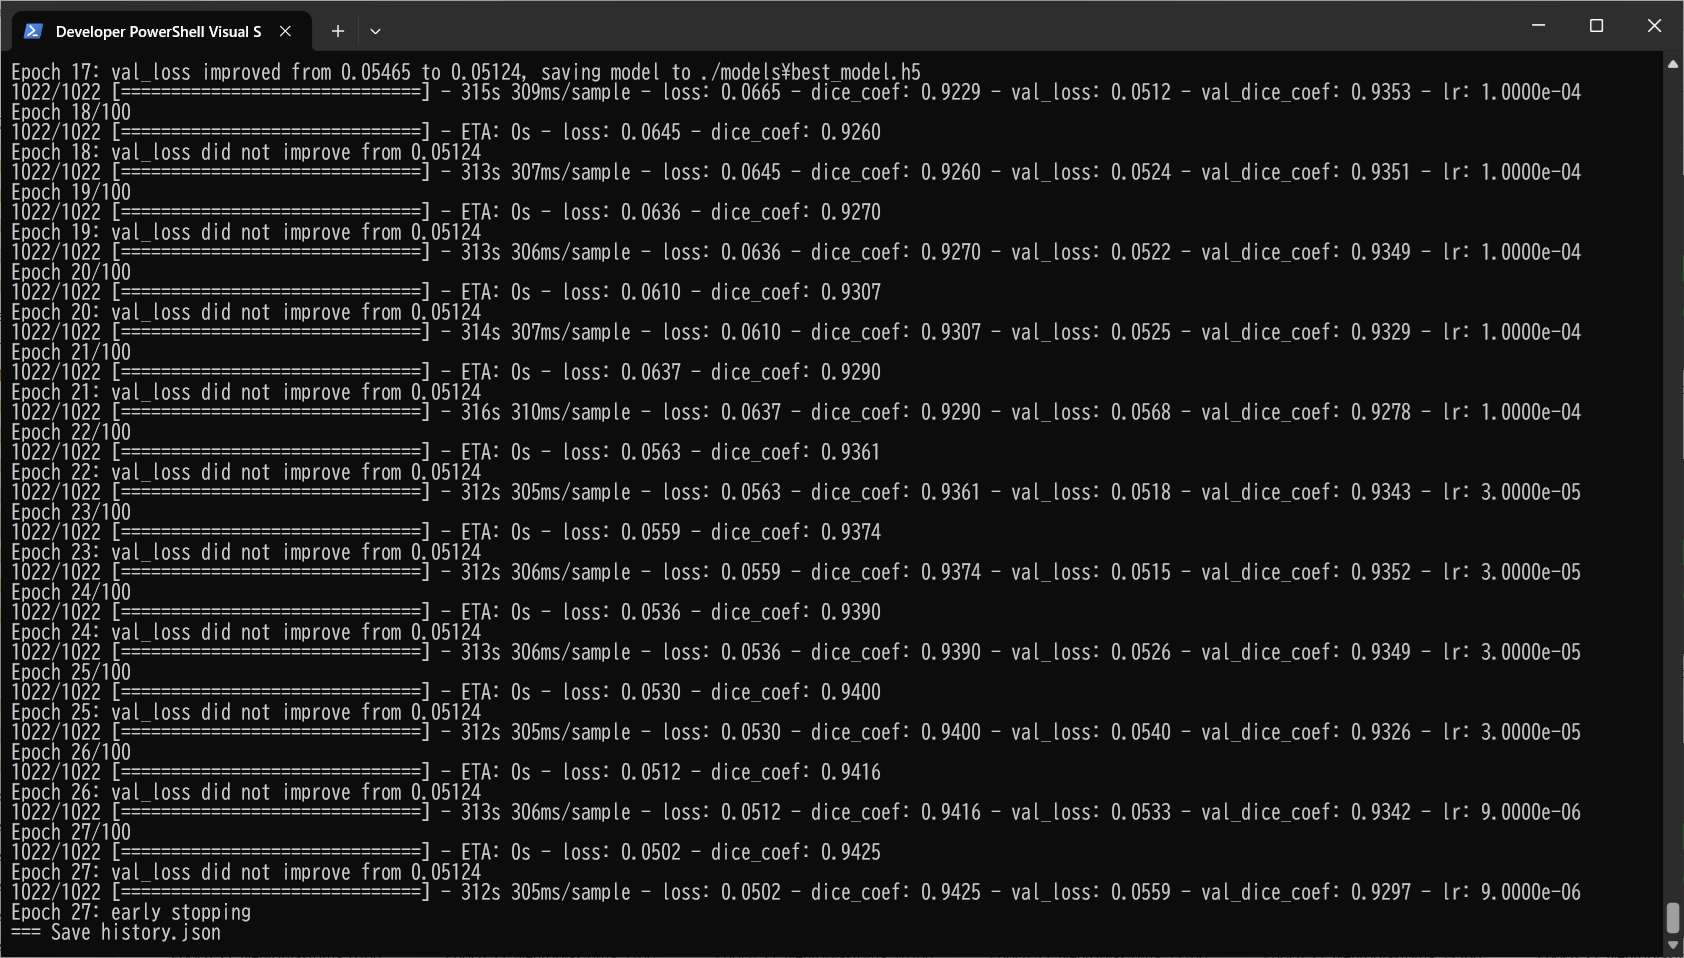 Developer PowerShell Visual S
Epoch 17: val_loss improved from 0.05465 to 0.05124, saving model to ./models¥best_model.h5
1022/1022 [==============================] - 315s 309ms/sample - loss: 0.0665 - dice_coef: 0.9229 - val_loss: 0.0512 - val_dice_coef: 0.9353 - lr: 1.0000e-04
Epoch 18/100
1022/1022 [==============================] - ETA: 0s - loss: 0.0645 - dice_coef: 0.9260
Epoch 18: val_loss did not improve from 0.05124
1022/1022 [==============================] - 313s 307ms/sample - loss: 0.0645 - dice_coef: 0.9260 - val_loss: 0.0524 - val_dice_coef: 0.9351 - lr: 1.0000e-04
Epoch 19/100
1022/1022 [==============================] - ETA: 0s - loss: 0.0636 - dice_coef: 0.9270
Epoch 19: val_loss did not improve from 0.05124
1022/1022 [==============================] - 313s 306ms/sample - loss: 0.0636 - dice_coef: 0.9270 - val_loss: 0.0522 - val_dice_coef: 0.9349 - lr: 1.0000e-04
Epoch 20/100
1022/1022 [==============================] - ETA: 0s - loss: 0.0610 - dice_coef: 0.9307
Epoch 20: val_loss did not improve from 0.05124
1022/1022 [==============================] - 314s 307ms/sample - loss: 0.0610 - dice_coef: 0.9307 - val_loss: 0.0525 - val_dice_coef: 0.9329 - lr: 1.0000e-04
Epoch 21/100
1022/1022 [==============================] - ETA: 0s - loss: 0.0637 - dice_coef: 0.9290
Epoch 21: val_loss did not improve from 0.05124
1022/1022 [==============================] - 316s 310ms/sample - loss: 0.0637 - dice_coef: 0.9290 - val_loss: 0.0568 - val_dice_coef: 0.9278 - lr: 1.0000e-04
Epoch 22/100
1022/1022 [==============================] - ETA: 0s - loss: 0.0563 - dice_coef: 0.9361
Epoch 22: val_loss did not improve from 0.05124
1022/1022 [==============================] - 312s 305ms/sample - loss: 0.0563 - dice_coef: 0.9361 - val_loss: 0.0518 - val_dice_coef: 0.9343 - lr: 3.0000e-05
Epoch 23/100
1022/1022 [==============================] - ETA: 0s - loss: 0.0559 - dice_coef: 0.9374
Epoch 23: val_loss did not improve from 0.05124
1022/1022 [==============================] - 312s 306ms/sample - loss: 0.0559 - dice_coef: 0.9374 - val_loss: 0.0515 - val_dice_coef: 0.9352 - lr: 3.0000e-05
Epoch 24/100
1022/1022 [==============================] - ETA: 0s - loss: 0.0536 - dice_coef: 0.9390
Epoch 24: val_loss did not improve from 0.05124
1022/1022 [==============================] - 313s 306ms/sample - loss: 0.0536 - dice_coef: 0.9390 - val_loss: 0.0526 - val_dice_coef: 0.9349 - lr: 3.0000e-05
Epoch 25/100
1022/1022 [==============================] - ETA: 0s - loss: 0.0530 - dice_coef: 0.9400
Epoch 25: val_loss did not improve from 0.05124
1022/1022 [==============================] - 312s 305ms/sample - loss: 0.0530 - dice_coef: 0.9400 - val_loss: 0.0540 - val_dice_coef: 0.9326 - lr: 3.0000e-05
Epoch 26/100
1022/1022 [==============================] - ETA: 0s - loss: 0.0512 - dice_coef: 0.9416
Epoch 26: val_loss did not improve from 0.05124
1022/1022 [==============================] - 313s 306ms/sample - loss: 0.0512 - dice_coef: 0.9416 - val_loss: 0.0533 - val_dice_coef: 0.9342 - lr: 9.0000e-06
Epoch 27/100
1022/1022 [==============================] - ETA: 0s - loss: 0.0502 - dice_coef: 0.9425
Epoch 27: val_loss did not improve from 0.05124
1022/1022 [==============================] - 312s 305ms/sample - loss: 0.0502 - dice_coef: 0.9425 - val_loss: 0.0559 - val_dice_coef: 0.9297 - lr: 9.0000e-06
Epoch 27: early stopping
=== Save history.json